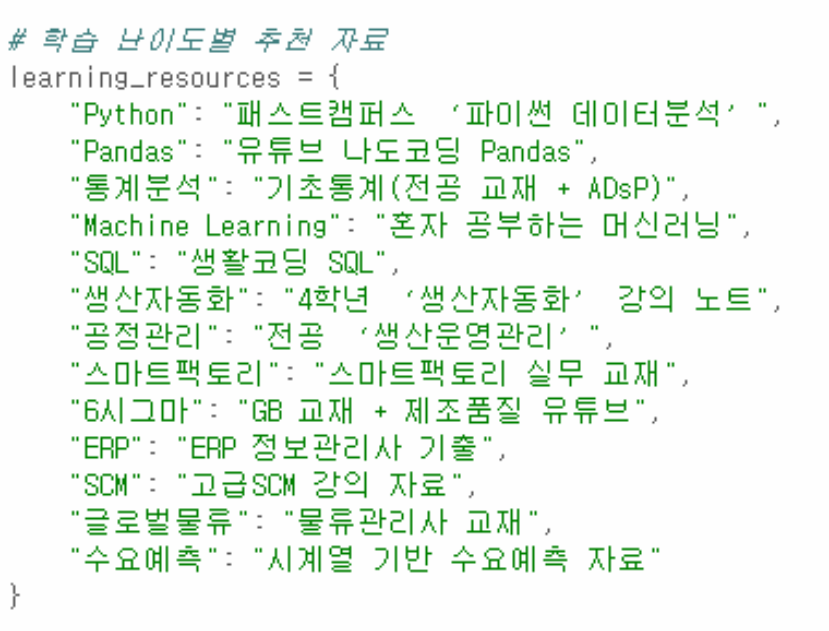 # 학습 난이도별 추천 자료
learning_resources = {
    "Python": "패스트캠퍼스 ‘파이썬 데이터분석’ ",
    "Pandas": "유튜브 나도코딩 Pandas",
    "통계분석": "기초통계(전공 교재 + ADsP)",
    "Machine Learning": "혼자 공부하는 머신러닝",
    "SQL": "생활코딩 SQL",
    "생산자동화": "4학년 ‘생산자동화’ 강의 노트",
    "공정관리": "전공 ‘생산운영관리’ ",
    "스마트팩토리": "스마트팩토리 실무 교재",
    "6시그마": "GB 교재 + 제조품질 유튜브",
    "ERP": "ERP 정보관리사 기출",
    "SCM": "고급SCM 강의 자료",
    "글로벌물류": "물류관리사 교재",
    "수요예측": "시계열 기반 수요예측 자료"
}